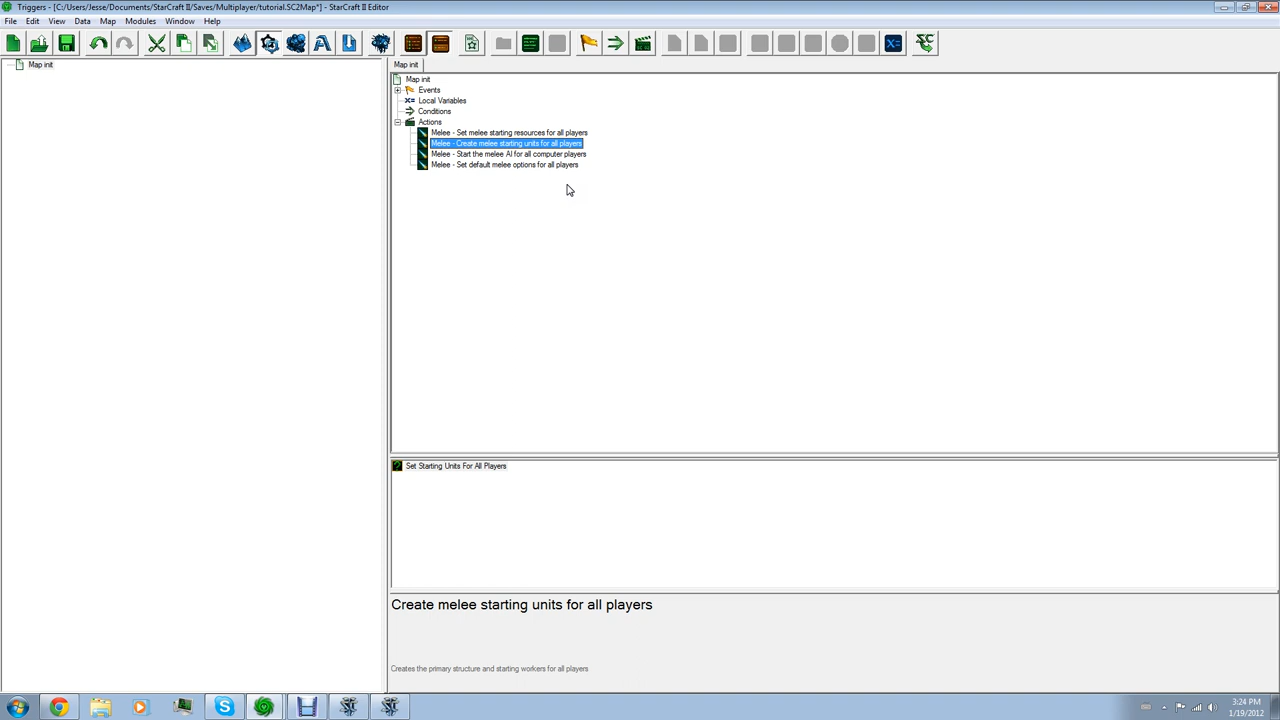 Triggers - [C:/Users/Jesse/Documents/StarCraft II/Saves/Multiplayer/tutorial.SC2Map*] - StarCraft II Editor
File Edit View Data Map Modules Window Help
Map init
Map init
Map init
Events
Local Variables
Conditions
Actions
Melee - Set melee starting resources for all players
Melee - Create melee starting units for all players
Melee - Start the melee AI for all computer players
Melee - Set default melee options for all players
Set Starting Units For All Players
Create melee starting units for all players
Creates the primary structure and starting workers for all players
3:24 PM
1/19/2012